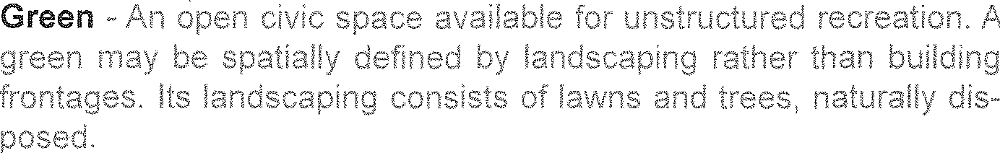 Green - An open civic space available for unstructured recreation. A
green may be spatially defined by landscaping rather than building
frontages. Its landscaping consists of lawns and trees, naturally dis-
posed.